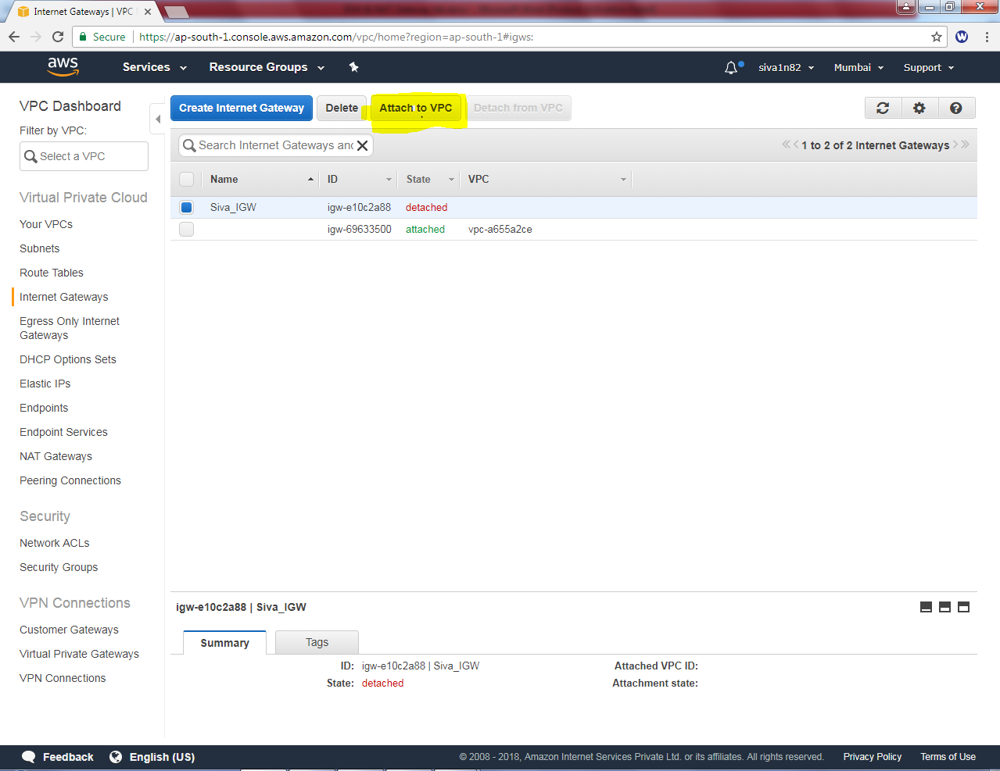 Internet Gateways | VPC
Secure
https://ap-south-1.console.aws.amazon.com/vpc/home?region=ap-south-1#igws:
W
aws
Services
Resource Groups
siva1n82
Mumbai
Support
VPC Dashboard
Filter by VPC:
Select a VPC
Virtual Private Cloud
Your VPCs
Subnets
Route Tables
Internet Gateways
Egress Only Internet
Gateways
DHCP Options Sets
Elastic IPs
Endpoints
Endpoint Services
NAT Gateways
Peering Connections
Security
Network ACLs
Security Groups
VPN Connections
Customer Gateways
Virtual Private Gateways
VPN Connections
Create Internet Gateway
Delete
Attach to VPC
Detach from VPC
Search Internet Gateways and
1 to 2 of 2 Internet Gateways
Name ID State VPC
Siva_IGW igw-e10c2a88 detached
igw-69633500 attached vpc-a655a2ce
igw-e10c2a88 | Siva_IGW
Summary
Tags
ID: igw-e10c2a88 | Siva_IGW
State: detached
Attached VPC ID:
Attachment state:
Feedback
English (US)
© 2008 - 2018, Amazon Internet Services Private Ltd. or its affiliates. All rights reserved.
Privacy Policy
Terms of Use